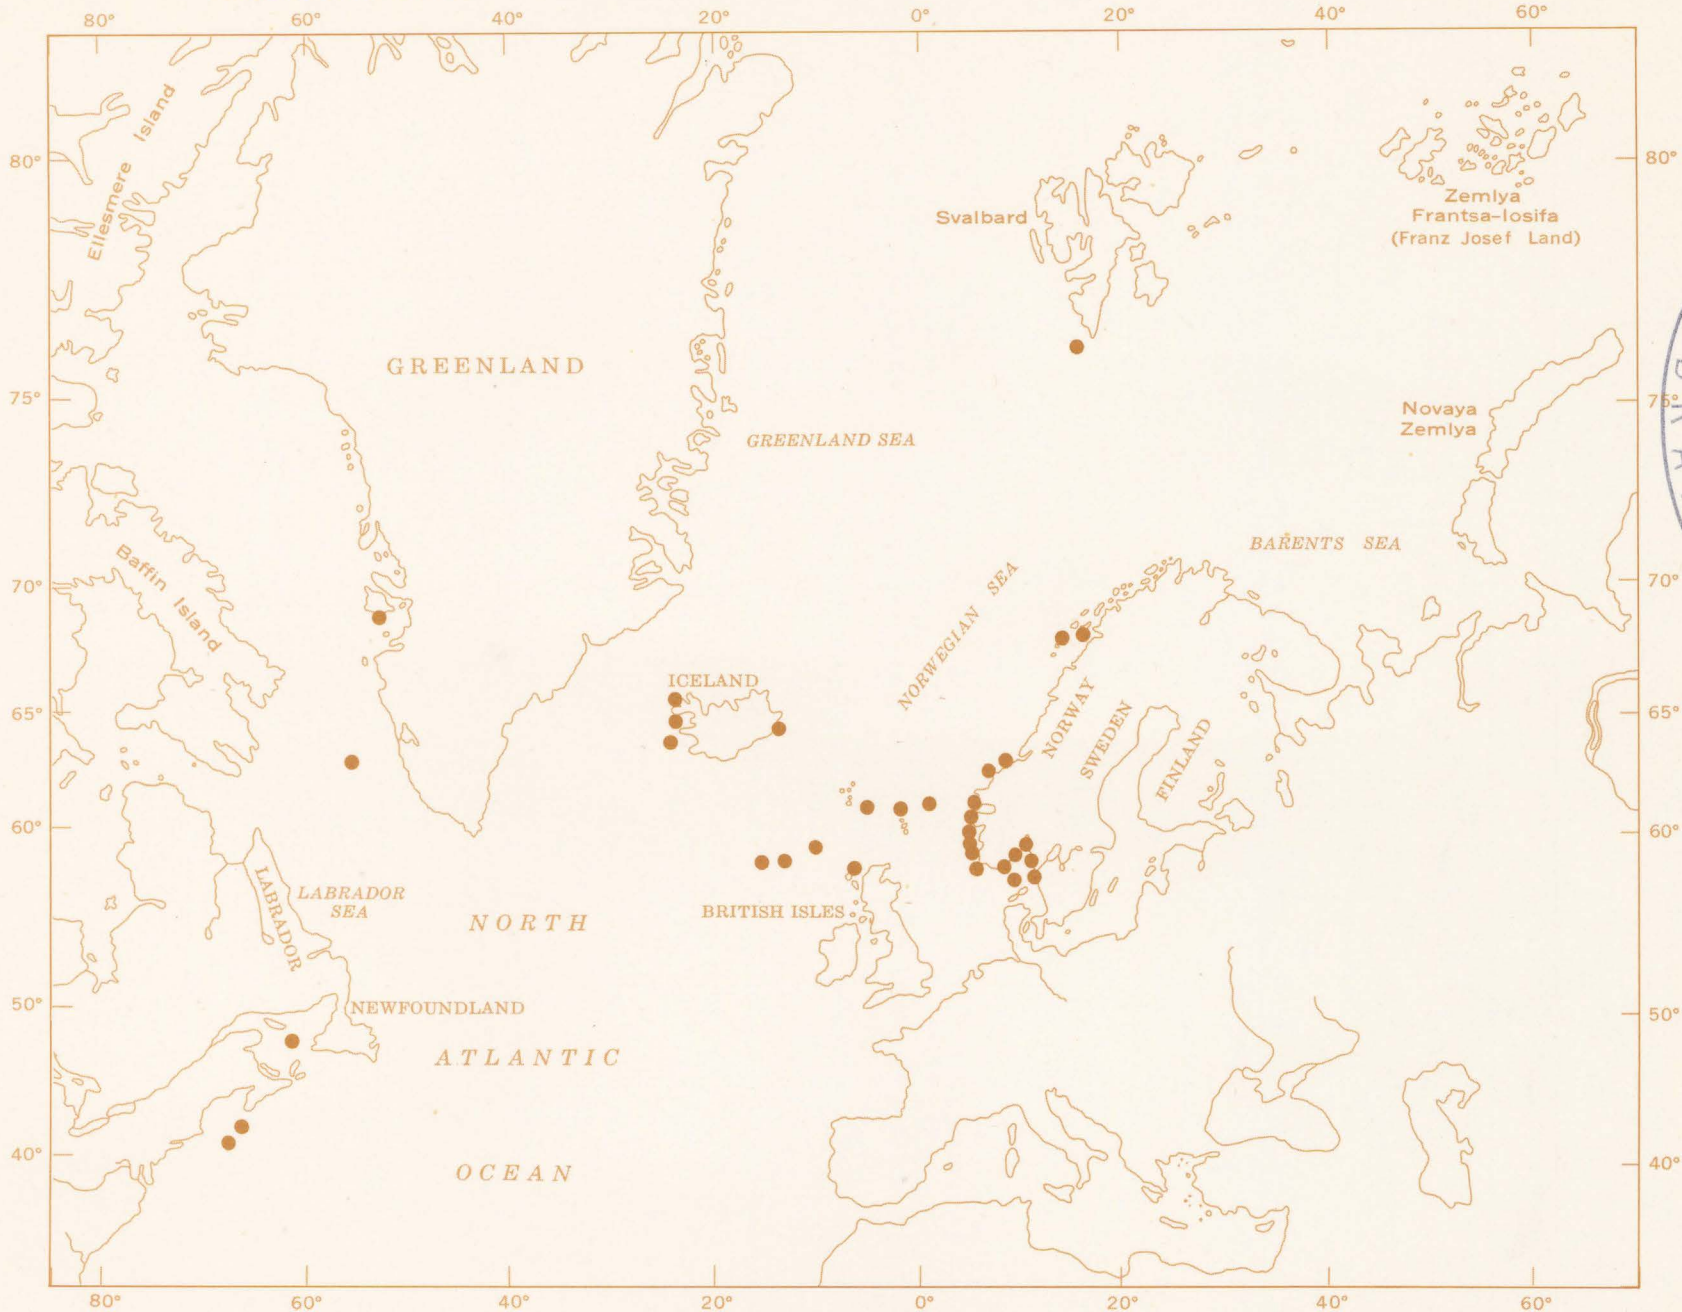 80° 60° 40° 20° 0° 20° 40° 60°
Ellesmere Island
80° 80°
Svalbard
Zemlya
Frantsa-Iosifa
(Franz Josef Land)
GREENLAND
75° 75°
Novaya
Zemlya
GREENLAND SEA
BARENTS SEA
Baffin Island
70° 70°
NORWEGIAN SEA
ICELAND
65° 65°
NORWAY
SWEDEN
FINLAND
60° 60°
LABRADOR
LABRADOR
SEA
NORTH
BRITISH ISLES
50° 50°
NEWFOUNDLAND
ATLANTIC
40° 40°
OCEAN
80° 60° 40° 20° 0° 20° 40° 60°